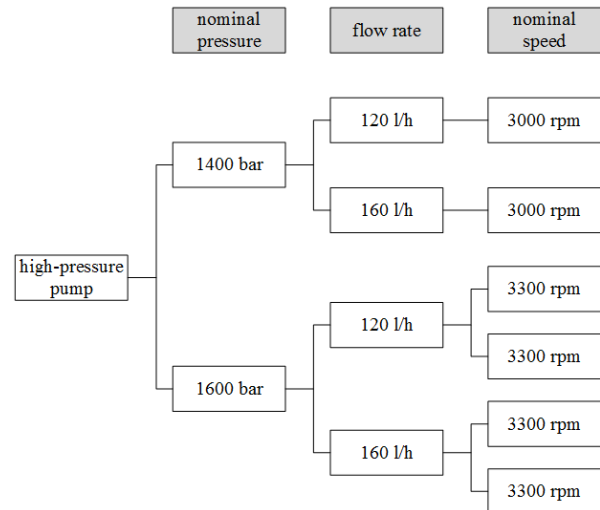 nominal
pressure
flow rate
nominal
speed
120 l/h
3000 rpm
1400 bar
160 l/h
3000 rpm
high-pressure
pump
3300 rpm
120 l/h
3300 rpm
1600 bar
3300 rpm
160 l/h
3300 rpm